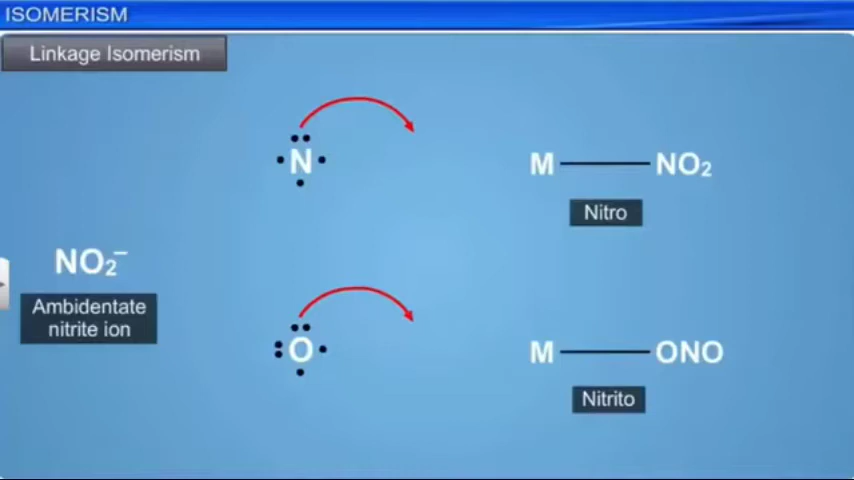 ISOMERISM
Linkage Isomerism
N
M — NO₂
Nitro
NO₂⁻
Ambidentate
nitrite ion
O
M — ONO
Nitrito